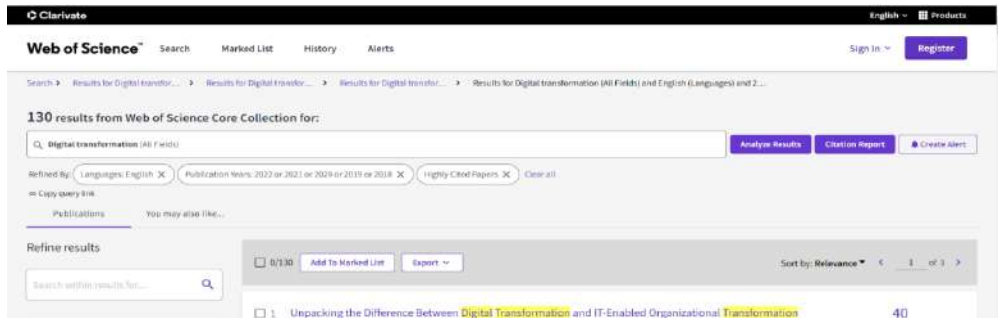 Clarivate English Products
Web of Science™ Search Marked List History Alerts Sign In Register
Search > Results for Digital transfor... > Results for Digital transfor... > Results for Digital transfor... > Results for Digital transformation (All Fields) and English (Languages) and 2...
130 results from Web of Science Core Collection for:
Digital transformation (All Fields) Analyze Results Citation Report Create Alert
Refined By: Languages: English X Publication Years: 2022 or 2021 or 2020 or 2019 or 2018 X Highly Cited Papers X Clear all
Copy query link
Publications You may also like...
Refine results
0/130 Add To Marked List Export Sort by: Relevance < 1 of 3 >
Search within results for...
1 Unpacking the Difference Between Digital Transformation and IT-Enabled Organizational Transformation 40